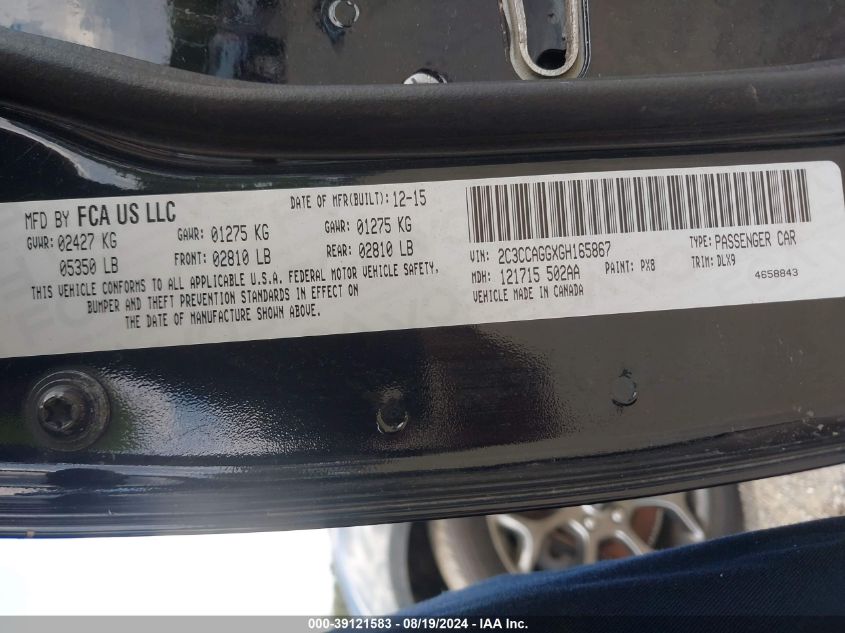 MFD BY FCA US LLC
DATE OF MFR(BUILT): 12-15
GVWR: 02427 KG
GAWR: 01275 KG
GAWR: 01275 KG
05350 LB
FRONT: 02810 LB
REAR: 02810 LB
THIS VEHICLE CONFORMS TO ALL APPLICABLE U.S.A. FEDERAL MOTOR VEHICLE SAFETY,
BUMPER AND THEFT PREVENTION STANDARDS IN EFFECT ON
THE DATE OF MANUFACTURE SHOWN ABOVE.
VIN: 2C3CCAGGXGH165867
TYPE: PASSENGER CAR
MDH: 121715 502AA
PAINT: PX8
TRIM: DLX9
VEHICLE MADE IN CANADA
4658843
000-39121583 - 08/19/2024 - IAA Inc.